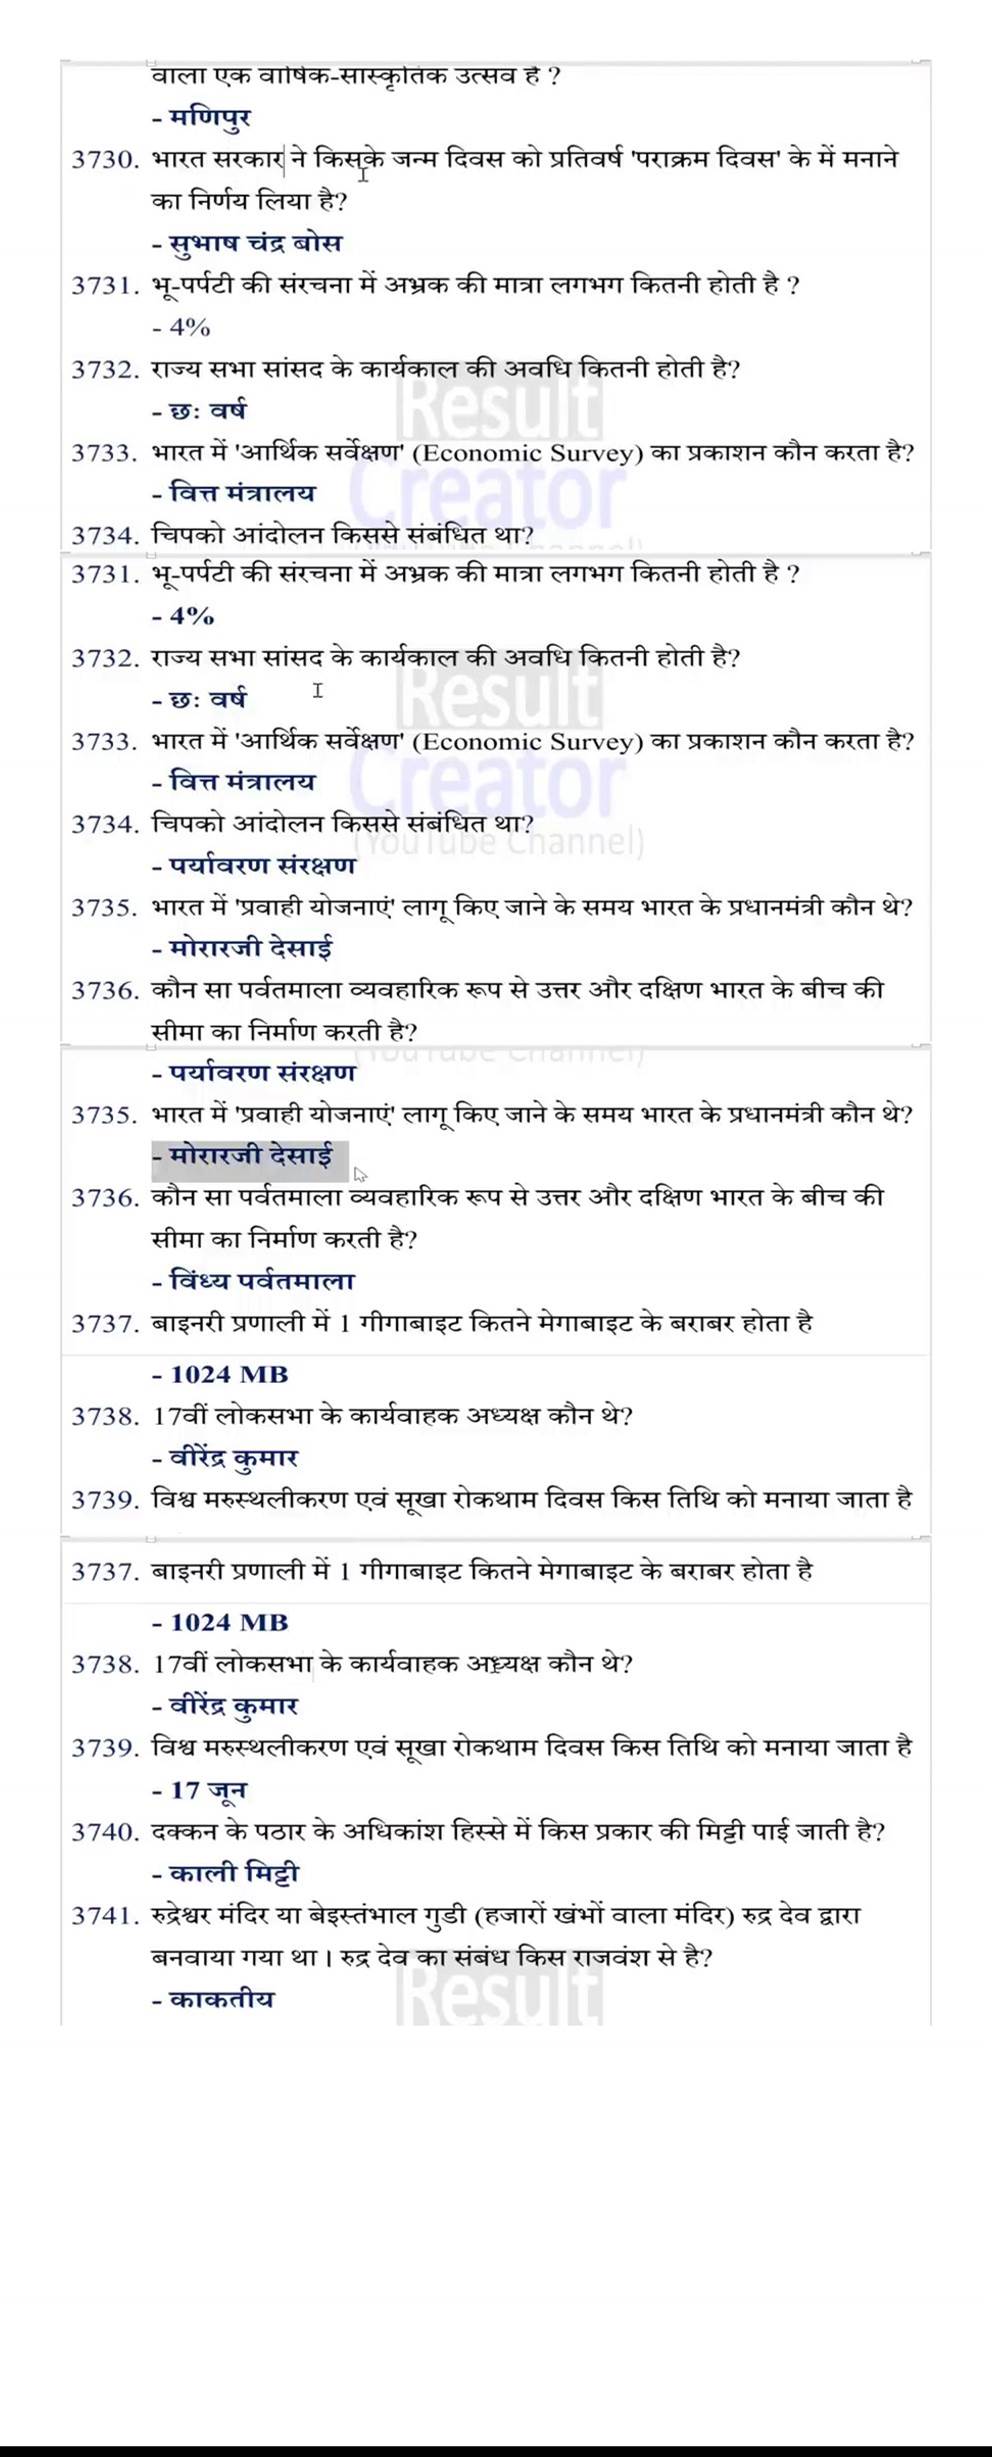 वाला एक वार्षिक-सांस्कृतिक उत्सव है ?
- मणिपुर
3730. भारत सरकार ने किसके जन्म दिवस को प्रतिवर्ष 'पराक्रम दिवस' के में मनाने
का निर्णय लिया है?
- सुभाष चंद्र बोस
3731. भू-पर्पटी की संरचना में अभ्रक की मात्रा लगभग कितनी होती है ?
- 4%
3732. राज्य सभा सांसद के कार्यकाल की अवधि कितनी होती है?
- छः वर्ष
3733. भारत में 'आर्थिक सर्वेक्षण' (Economic Survey) का प्रकाशन कौन करता है?
- वित्त मंत्रालय
3734. चिपको आंदोलन किससे संबंधित था?
Result
Creator
3731. भू-पर्पटी की संरचना में अभ्रक की मात्रा लगभग कितनी होती है ?
- 4%
3732. राज्य सभा सांसद के कार्यकाल की अवधि कितनी होती है?
- छः वर्ष
3733. भारत में 'आर्थिक सर्वेक्षण' (Economic Survey) का प्रकाशन कौन करता है?
- वित्त मंत्रालय
3734. चिपको आंदोलन किससे संबंधित था?
- पर्यावरण संरक्षण
3735. भारत में 'प्रवाही योजनाएं' लागू किए जाने के समय भारत के प्रधानमंत्री कौन थे?
- मोरारजी देसाई
3736. कौन सा पर्वतमाला व्यवहारिक रूप से उत्तर और दक्षिण भारत के बीच की
सीमा का निर्माण करती है?
Result
Creator
(YouTube Channel)
- पर्यावरण संरक्षण
3735. भारत में 'प्रवाही योजनाएं' लागू किए जाने के समय भारत के प्रधानमंत्री कौन थे?
- मोरारजी देसाई
3736. कौन सा पर्वतमाला व्यवहारिक रूप से उत्तर और दक्षिण भारत के बीच की
सीमा का निर्माण करती है?
- विंध्य पर्वतमाला
3737. बाइनरी प्रणाली में 1 गीगाबाइट कितने मेगाबाइट के बराबर होता है
- 1024 MB
3738. 17वीं लोकसभा के कार्यवाहक अध्यक्ष कौन थे?
- वीरेंद्र कुमार
3739. विश्व मरुस्थलीकरण एवं सूखा रोकथाम दिवस किस तिथि को मनाया जाता है
3737. बाइनरी प्रणाली में 1 गीगाबाइट कितने मेगाबाइट के बराबर होता है
- 1024 MB
3738. 17वीं लोकसभा के कार्यवाहक अध्यक्ष कौन थे?
- वीरेंद्र कुमार
3739. विश्व मरुस्थलीकरण एवं सूखा रोकथाम दिवस किस तिथि को मनाया जाता है
- 17 जून
3740. दक्कन के पठार के अधिकांश हिस्से में किस प्रकार की मिट्टी पाई जाती है?
- काली मिट्टी
3741. रुद्रेश्वर मंदिर या बेइस्तंभाल गुडी (हजारों खंभों वाला मंदिर) रुद्र देव द्वारा
बनवाया गया था। रुद्र देव का संबंध किस राजवंश से है?
- काकतीय
Result